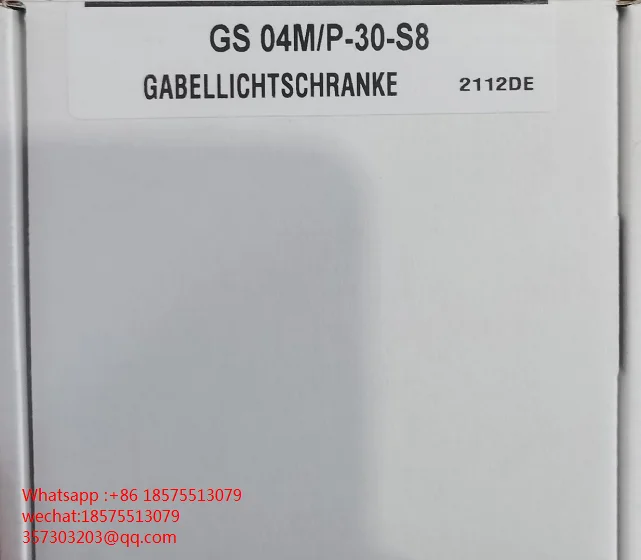 GS 04M/P-30-S8
GABELLICHTSCHRANKE 2112DE
Whatsapp :+86 18575513079
wechat:18575513079
357303203@qq.com